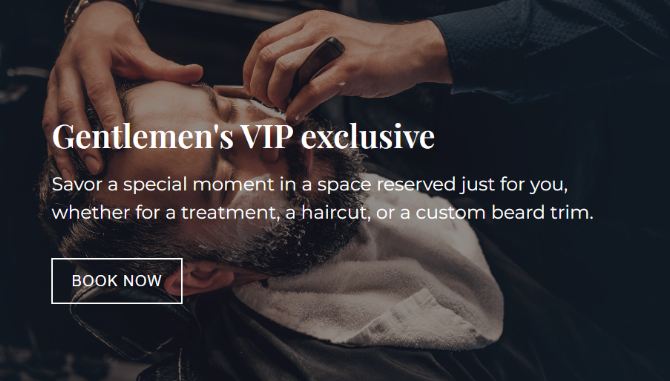 Gentlemen's VIP exclusive
Savor a special moment in a space reserved just for you,
whether for a treatment, a haircut, or a custom beard trim.
BOOK NOW